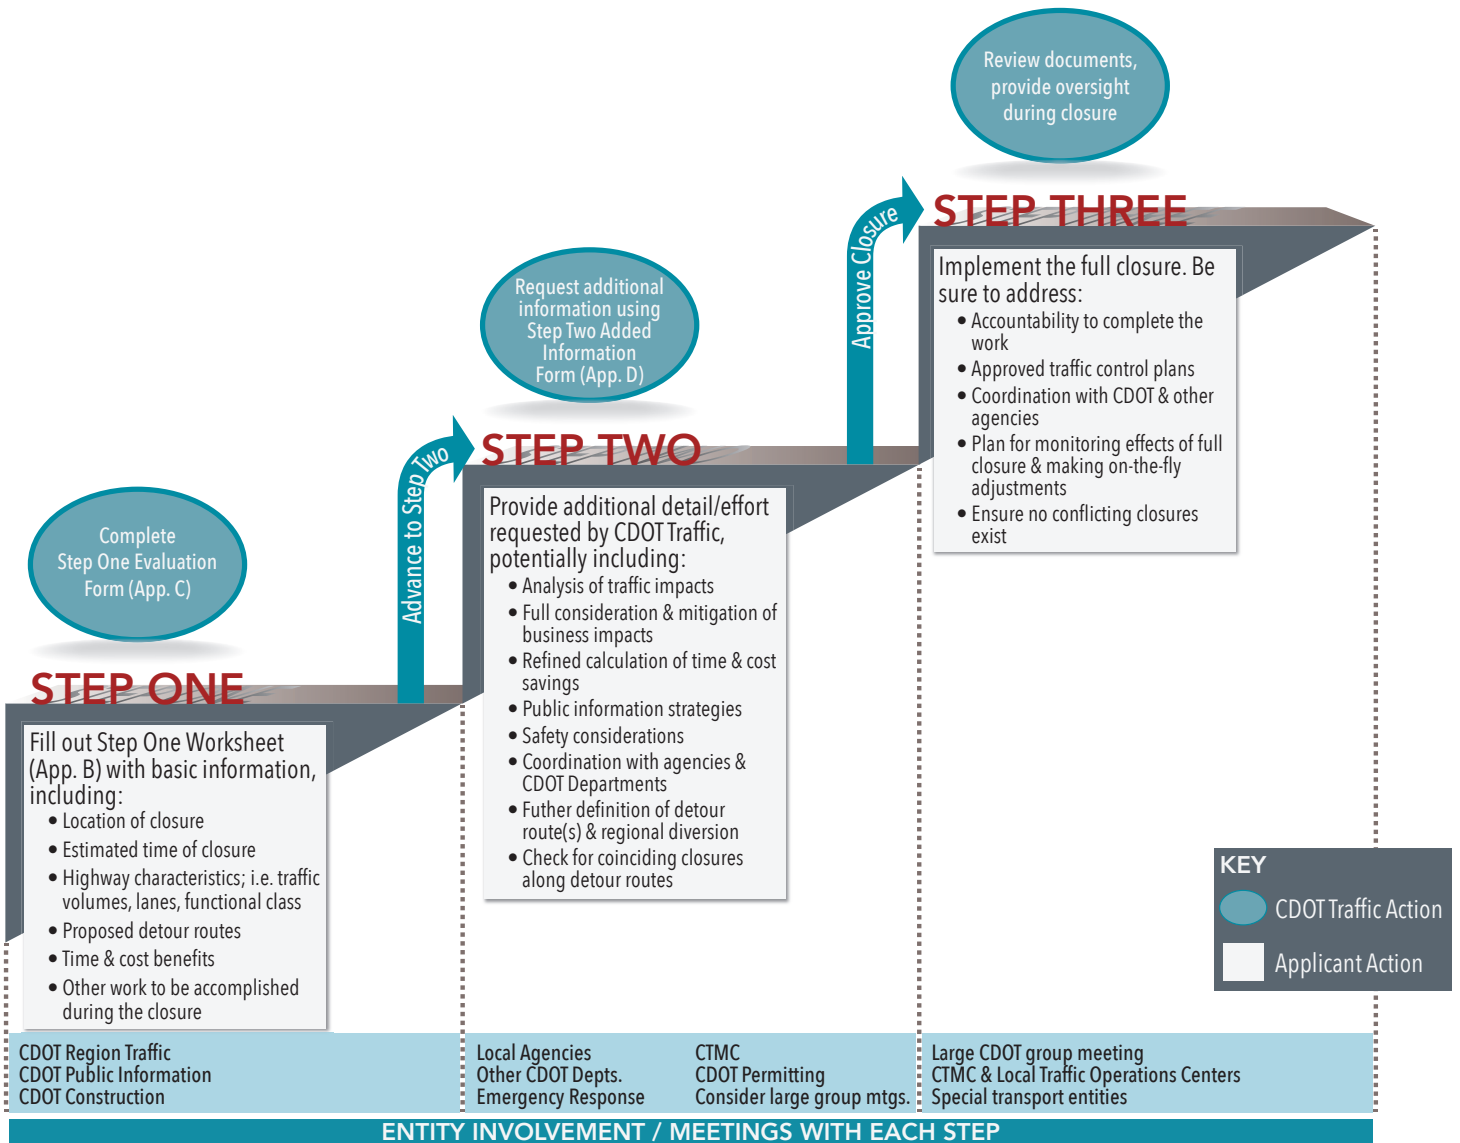 Review documents,
provide oversight
during closure
STEP THREE
Approve Closure
Implement the full closure. Be
sure to address:
• Accountability to complete the
work
• Approved traffic control plans
• Coordination with CDOT & other
agencies
• Plan for monitoring effects of full
closure & making on-the-fly
adjustments
• Ensure no conflicting closures
exist
Request additional
information using
Step Two Added
Information
Form (App. D)
STEP TWO
Advance to Step Two
Provide additional detail/effort
requested by CDOT Traffic,
potentially including:
• Analysis of traffic impacts
• Full consideration & mitigation of
business impacts
• Refined calculation of time & cost
savings
• Public information strategies
• Safety considerations
• Coordination with agencies &
CDOT Departments
• Futher definition of detour
route(s) & regional diversion
• Check for coinciding closures
along detour routes
Complete
Step One Evaluation
Form (App. C)
STEP ONE
Fill out Step One Worksheet
(App. B) with basic information,
including:
• Location of closure
• Estimated time of closure
• Highway characteristics; i.e. traffic
volumes, lanes, functional class
• Proposed detour routes
• Time & cost benefits
• Other work to be accomplished
during the closure
KEY
CDOT Traffic Action
Applicant Action
CDOT Region Traffic
CDOT Public Information
CDOT Construction
Local Agencies
Other CDOT Depts.
Emergency Response
CTMC
CDOT Permitting
Consider large group mtgs.
Large CDOT group meeting
CTMC & Local Traffic Operations Centers
Special transport entities
ENTITY INVOLVEMENT / MEETINGS WITH EACH STEP